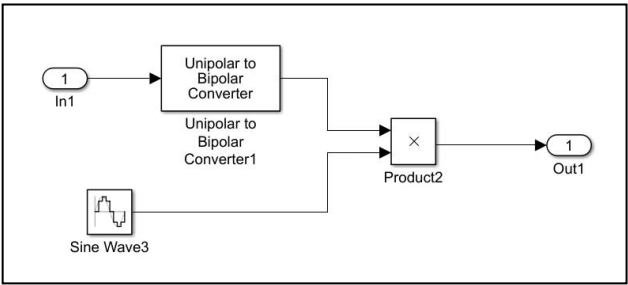 1
In1
Unipolar to
Bipolar
Converter
Unipolar to
Bipolar
Converter1
×
Product2
1
Out1
Sine Wave3